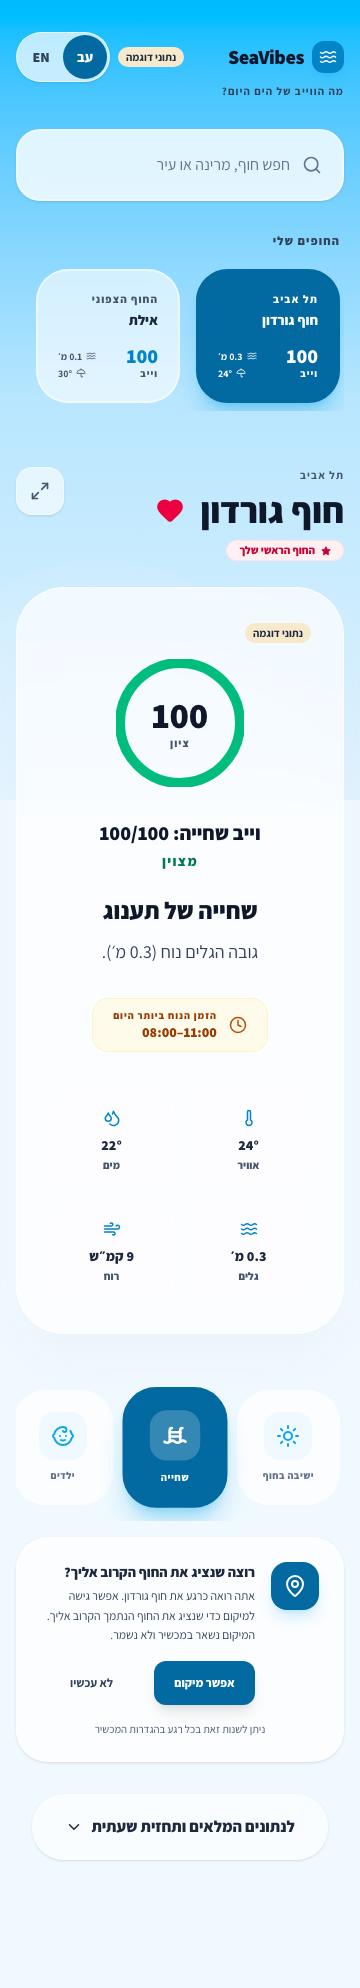 SeaVibes
נתוני דוגמה
עב
EN
מה הווייב של הים היום?
חפש חוף, מרינה או עיר
החופים שלי
תל אביב
חוף גורדון
100
וייב
0.3 מ׳
24°
החוף הצפוני
אילת
100
וייב
0.1 מ׳
30°
תל אביב
חוף גורדון
החוף הראשי שלך
נתוני דוגמה
100
ציון
וייב שחייה: 100/100
מצוין
שחייה של תענוג
גובה הגלים נוח (0.3 מ׳).
הזמן הנוח ביותר היום
08:00–11:00
24°
אוויר
22°
מים
0.3 מ׳
גלים
9 קמ״ש
רוח
ישיבה בחוף
שחייה
ילדים
רוצה שנציג את החוף הקרוב אליך?
אתה רואה כרגע את חוף גורדון. אפשר גישה
למיקום כדי שנציג את החוף הנתמך הקרוב אליך.
המיקום נשאר במכשיר ולא נשמר.
אפשר מיקום
לא עכשיו
ניתן לשנות זאת בכל רגע בהגדרות המכשיר
לנתונים המלאים ותחזית שעתית